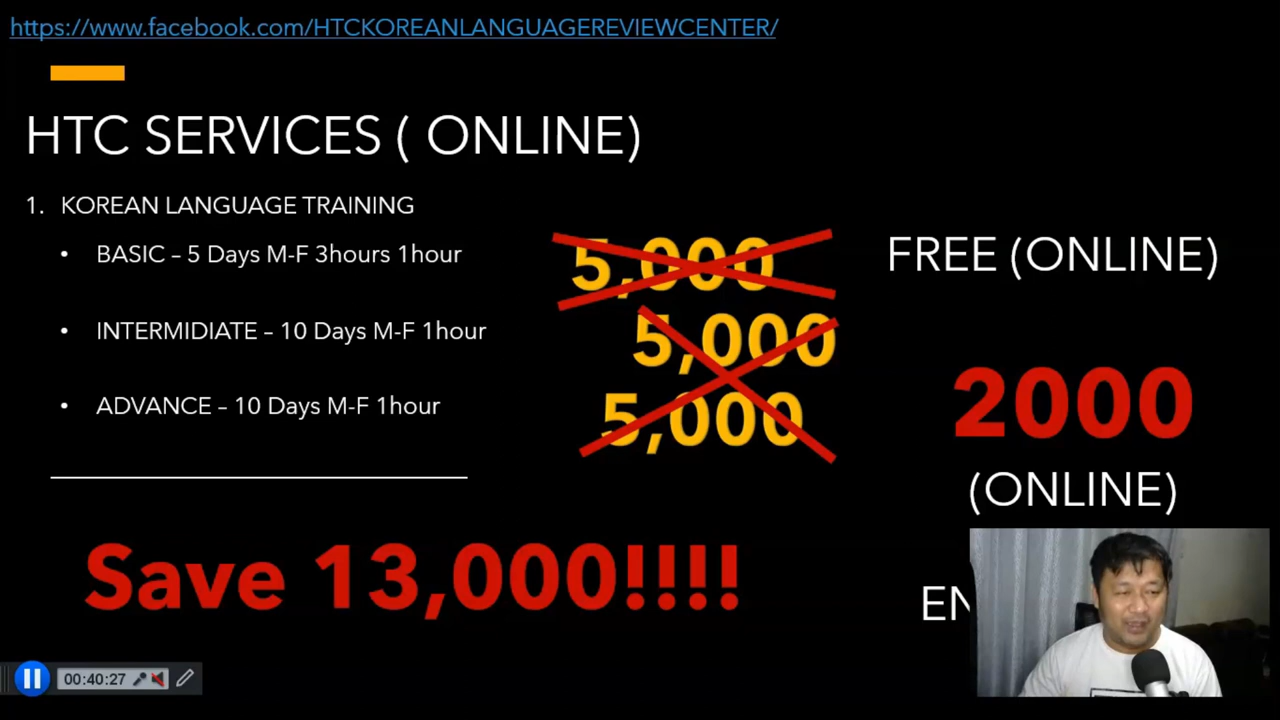 https://www.facebook.com/HTCKOREANLANGUAGEREVIEWCENTER/
HTC SERVICES ( ONLINE)
1. KOREAN LANGUAGE TRAINING
• BASIC – 5 Days M-F 3hours 1hour
5,000
FREE (ONLINE)
• INTERMIDIATE – 10 Days M-F 1hour
5,000
• ADVANCE – 10 Days M-F 1hour
5,000
2000
(ONLINE)
Save 13,000!!!!
00:40:27